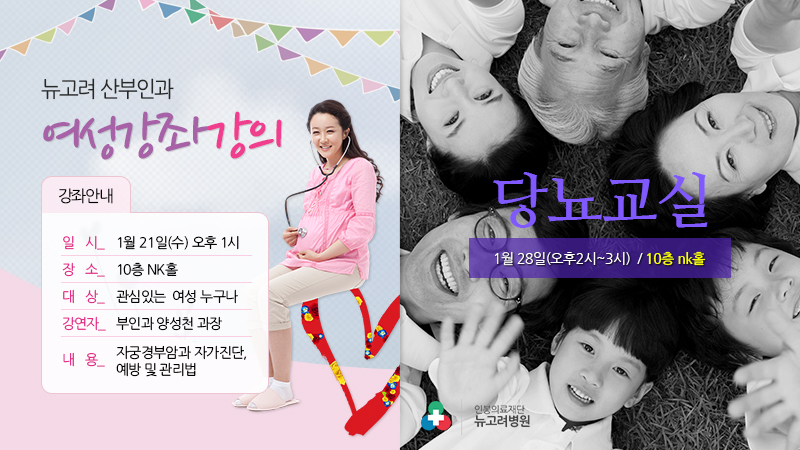 뉴고려 산부인과
여성강좌강의
강좌안내
일 시_ 1월 21일(수) 오후 1시
장 소_ 10층 NK홀
대 상_ 관심있는 여성 누구나
강연자_ 부인과 양성천 과장
내 용_ 자궁경부암과 자가진단,
예방 및 관리법
당뇨교실
1월 28일(오후2시~3시) / 10층 nk홀
인봉의료재단
뉴고려병원